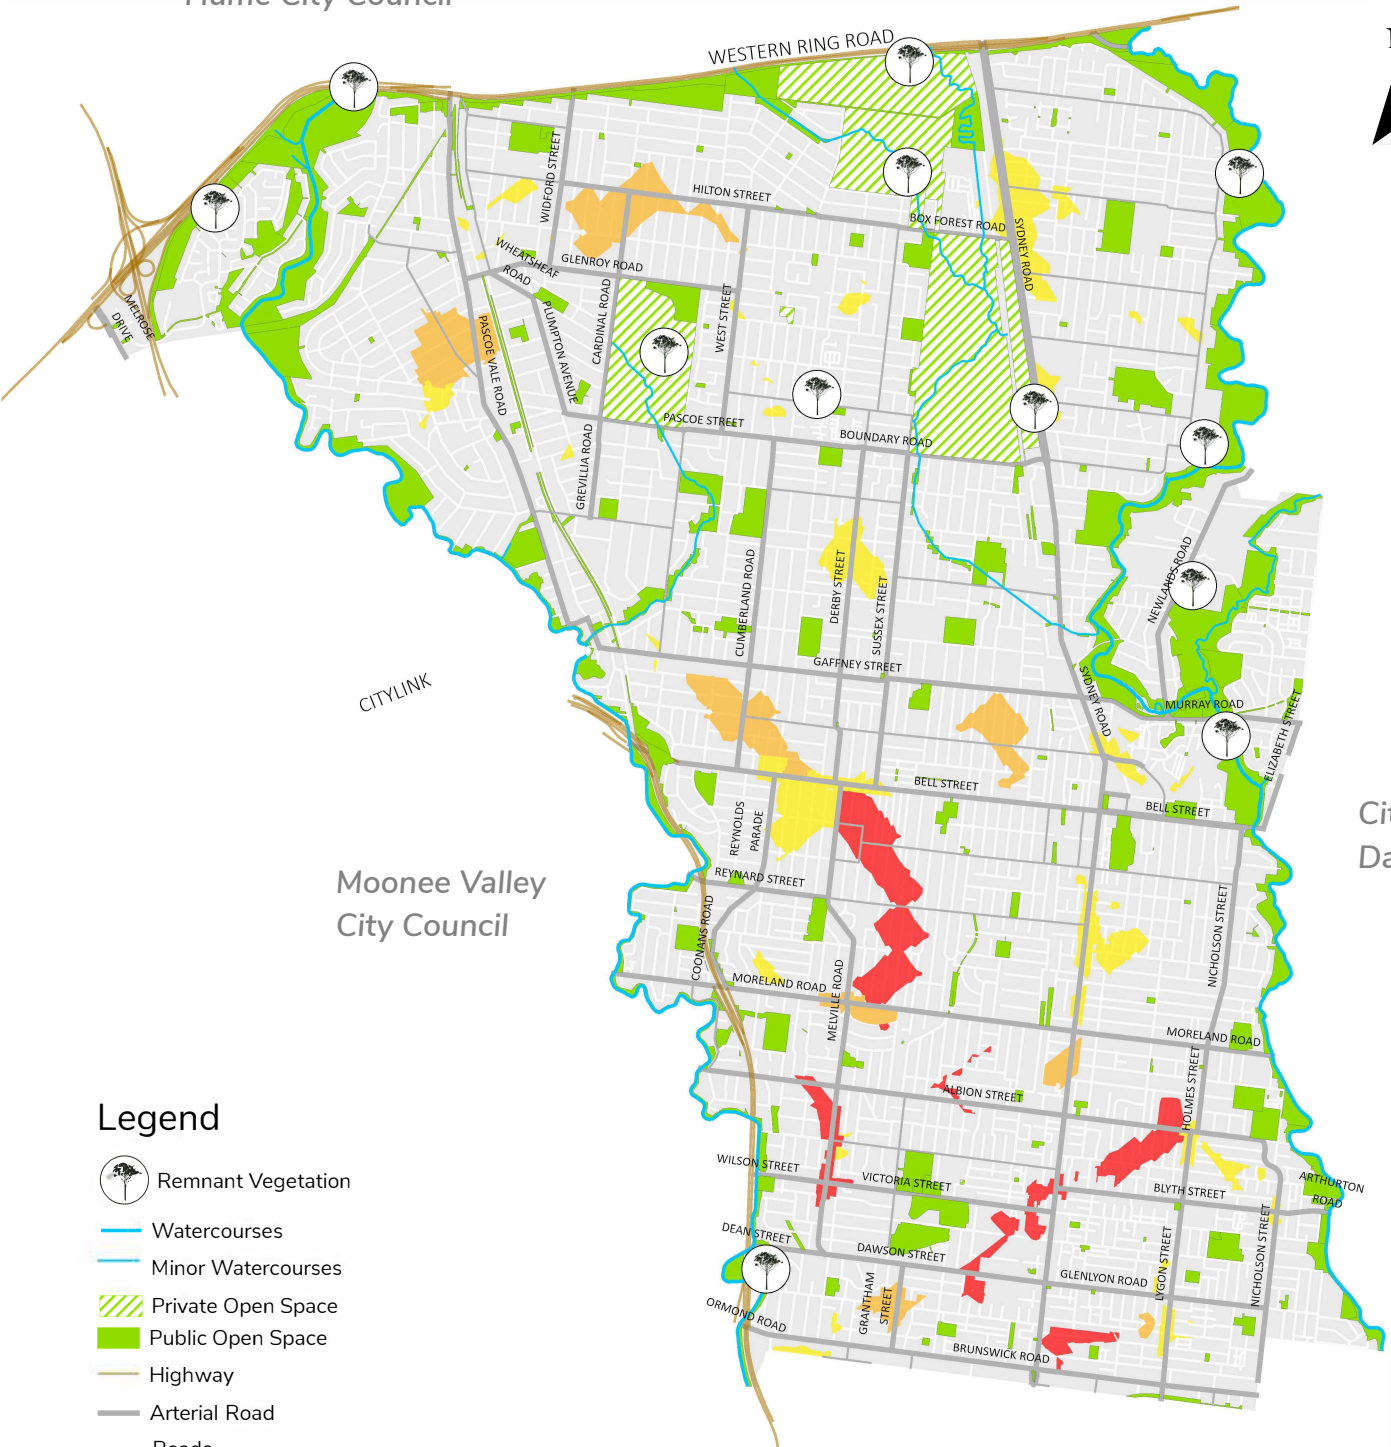 Hume City Council
WESTERN RING ROAD
WIDFORD STREET
HILTON STREET
BOX FOREST ROAD
SYDNEY ROAD
WHEATSHEAF
ROAD
GLENROY ROAD
MELROSE
DRIVE
PASCOE VALE ROAD
PLUMPTON AVENUE
CARDINAL ROAD
WEST STREET
PASCOE STREET
BOUNDARY ROAD
GREVILLIA ROAD
CUMBERLAND ROAD
DERBY STREET
SUSSEX STREET
NEWLANDS ROAD
GAFFNEY STREET
SYDNEY ROAD
MURRAY ROAD
ELIZABETH STREET
CITYLINK
BELL STREET
BELL STREET
REYNOLDS
PARADE
Moonee Valley
City Council
REYNARD STREET
COONANS ROAD
NICHOLSON STREET
MORELAND ROAD
MELVILLE ROAD
MORELAND ROAD
HOLMES STREET
ALBION STREET
WILSON STREET
VICTORIA STREET
BLYTH STREET
ARTHURTON
ROAD
DEAN STREET
DAWSON STREET
GLENLYON ROAD
LYGON STREET
NICHOLSON STREET
GRANTHAM
STREET
ORMOND ROAD
BRUNSWICK ROAD
Cit
Da
Legend
Remnant Vegetation
Watercourses
Minor Watercourses
Private Open Space
Public Open Space
Highway
Arterial Road
Roads